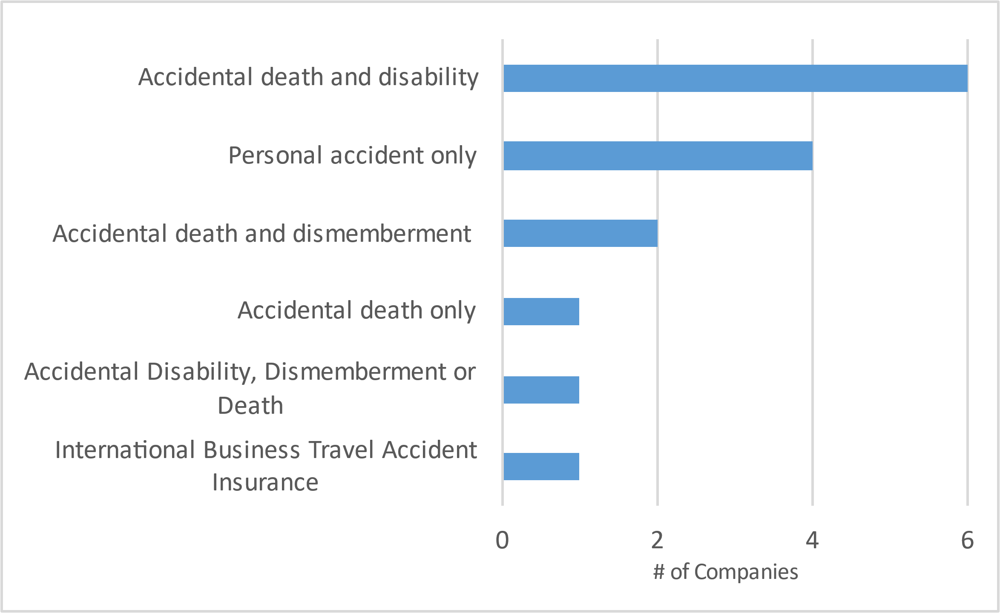 Accidental death and disability
Personal accident only
Accidental death and dismemberment
Accidental death only
Accidental Disability, Dismemberment or
Death
International Business Travel Accident
Insurance
0 2 4 6
# of Companies